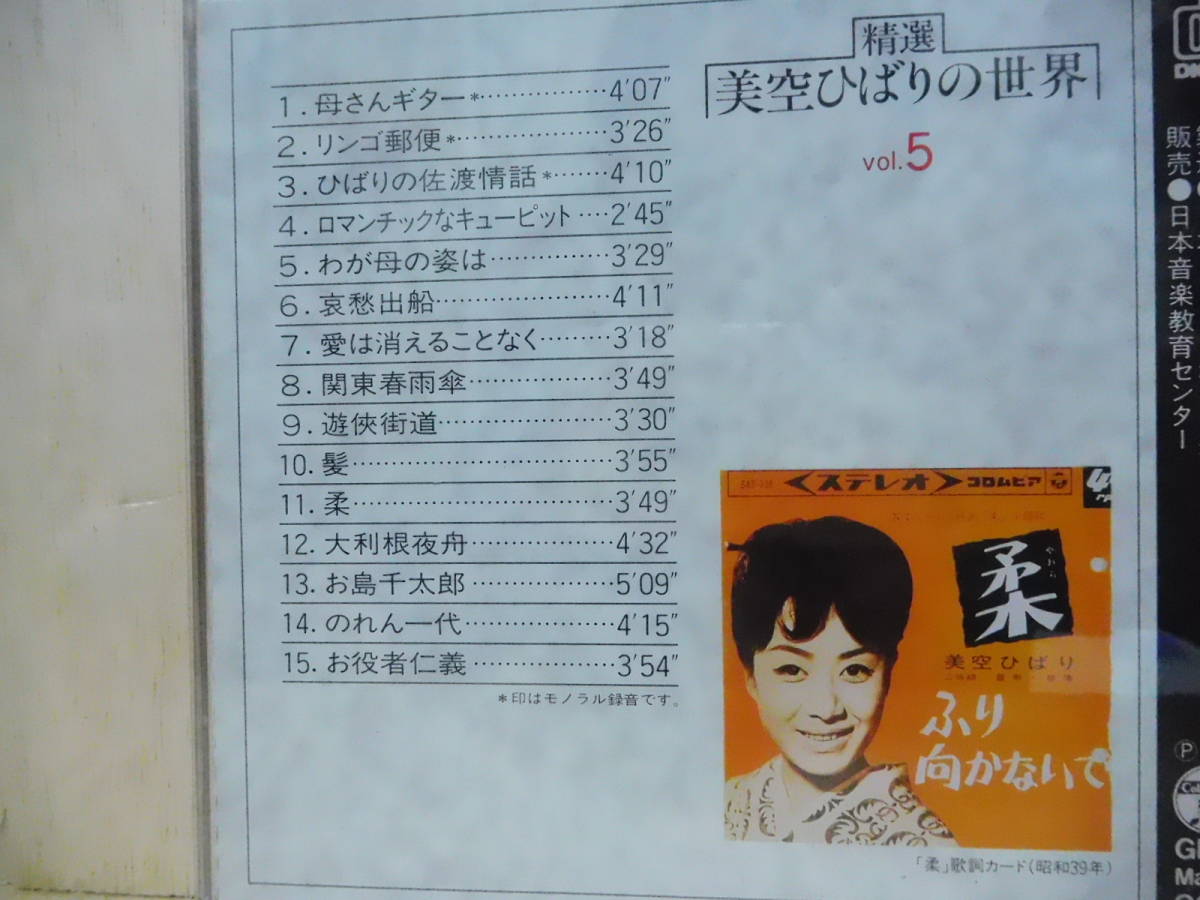 精選
美空ひばりの世界
vol.5
1.母さんギター*················4′07″
2.リンゴ郵便*···················3′26″
3.ひばりの佐渡情話*·······4′10″
4.ロマンチックなキューピット····2′45″
5.わが母の姿は···············3′29″
6.哀愁出船······················4′11″
7.愛は消えることなく·········3′18″
8.関東春雨傘··················3′49″
9.遊俠街道······················3′30″
10.髪·································3′55″
11.柔·································3′49″
12.大利根夜舟··················4′32″
13.お島千太郎··················5′09″
14.のれん一代···················4′15″
15.お役者仁義··················3′54″
*印はモノラル録音です。
<ステレオ> コロムビア
柔
やわら
美空ひばり
ふり
向かないで
「柔」歌詞カード(昭和39年)
販売●日本音楽教育センター
Ⓟ